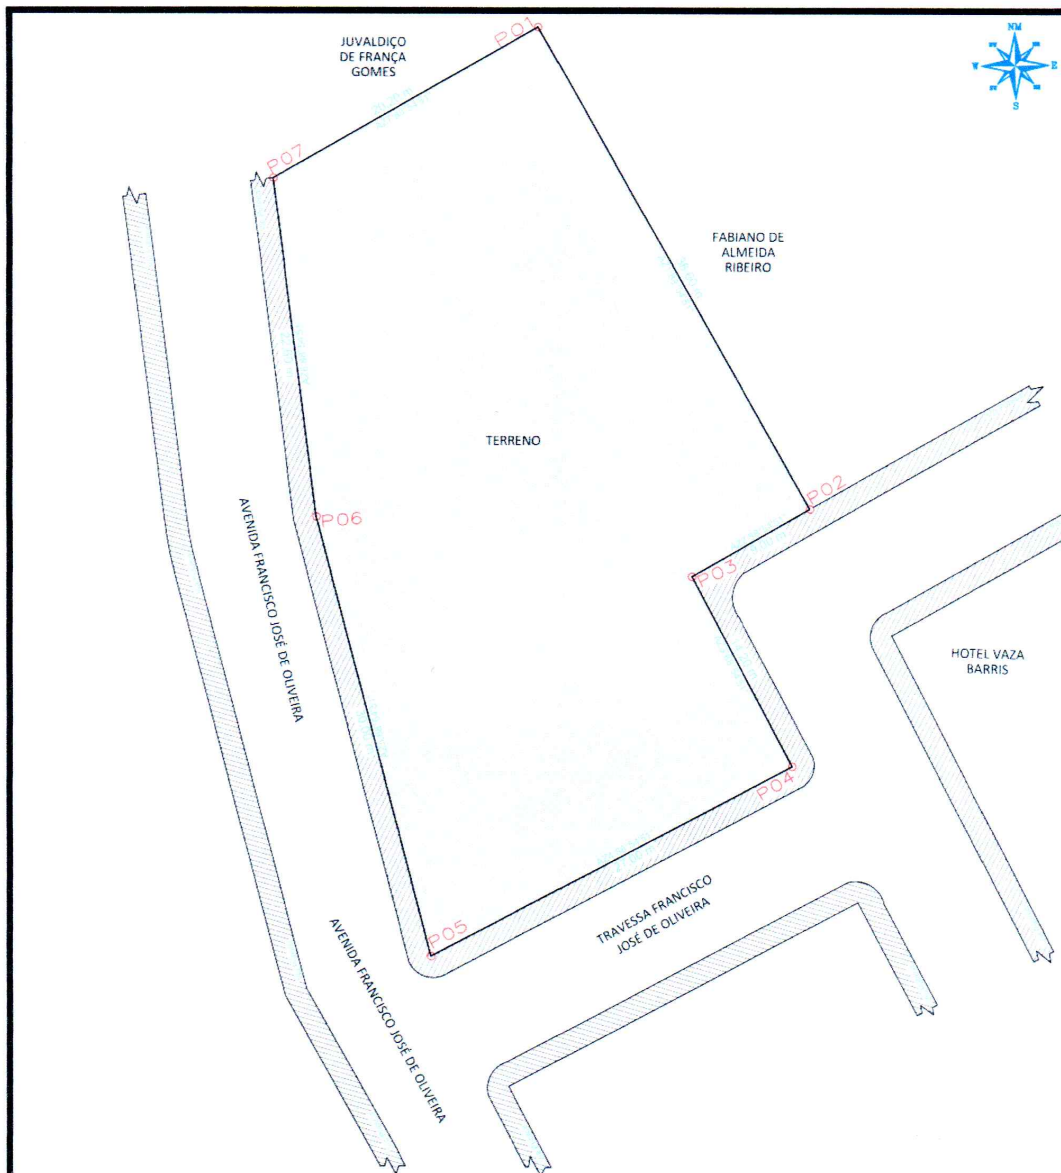 P01
NM
W
E
S
JUVALDIÇO
DE FRANÇA
GOMES
P07
FABIANO DE
ALMEIDA
RIBEIRO
TERRENO
P02
P06
P03
AVENIDA FRANCISCO JOSÉ DE OLIVEIRA
HOTEL VAZA
BARRIS
P04
TRAVESSA FRANCISCO
JOSÉ DE OLIVEIRA
P05
AVENIDA FRANCISCO JOSÉ DE OLIVEIRA